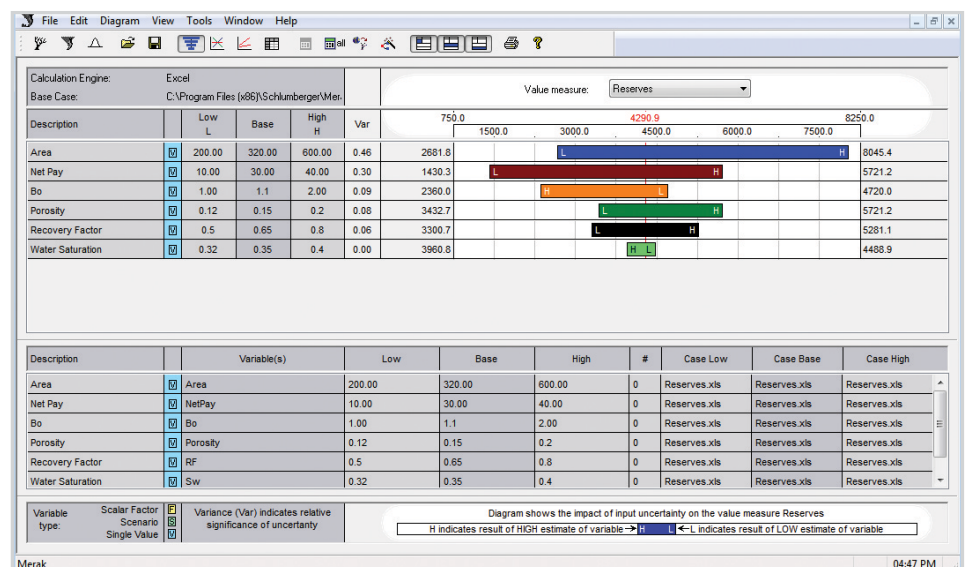 File Edit Diagram View Tools Window Help
all
Calculation Engine: Excel
Base Case: C:\Program Files (x86)\Schlumberger\Mer
Value measure: Reserves
Description Low L Base High H Var
750.0 4290.9 8250.0
1500.0 3000.0 4500.0 6000.0 7500.0
Area V 200.00 320.00 600.00 0.46 2681.8 L H 8045.4
Net Pay V 10.00 30.00 40.00 0.30 1430.3 L H 5721.2
Bo V 1.00 1.1 2.00 0.09 2360.0 H L 4720.0
Porosity V 0.12 0.15 0.2 0.08 3432.7 L H 5721.2
Recovery Factor V 0.5 0.65 0.8 0.06 3300.7 L H 5281.1
Water Saturation V 0.32 0.35 0.4 0.00 3960.8 H L 4488.9
Description Variable(s) Low Base High # Case Low Case Base Case High
Area V Area 200.00 320.00 600.00 0 Reserves.xls Reserves.xls Reserves.xls
Net Pay V NetPay 10.00 30.00 40.00 0 Reserves.xls Reserves.xls Reserves.xls
Bo V Bo 1.00 1.1 2.00 0 Reserves.xls Reserves.xls Reserves.xls
Porosity V Porosity 0.12 0.15 0.2 0 Reserves.xls Reserves.xls Reserves.xls
Recovery Factor V RF 0.5 0.65 0.8 0 Reserves.xls Reserves.xls Reserves.xls
Water Saturation V Sw 0.32 0.35 0.4 0 Reserves.xls Reserves.xls Reserves.xls
Variable type:
Scalar Factor F
Scenario S
Single Value V
Variance (Var) indicates relative
significance of uncertanty
Diagram shows the impact of input uncertainty on the value measure Reserves
H indicates result of HIGH estimate of variable H L L indicates result of LOW estimate of variable
Merak 04:47 PM